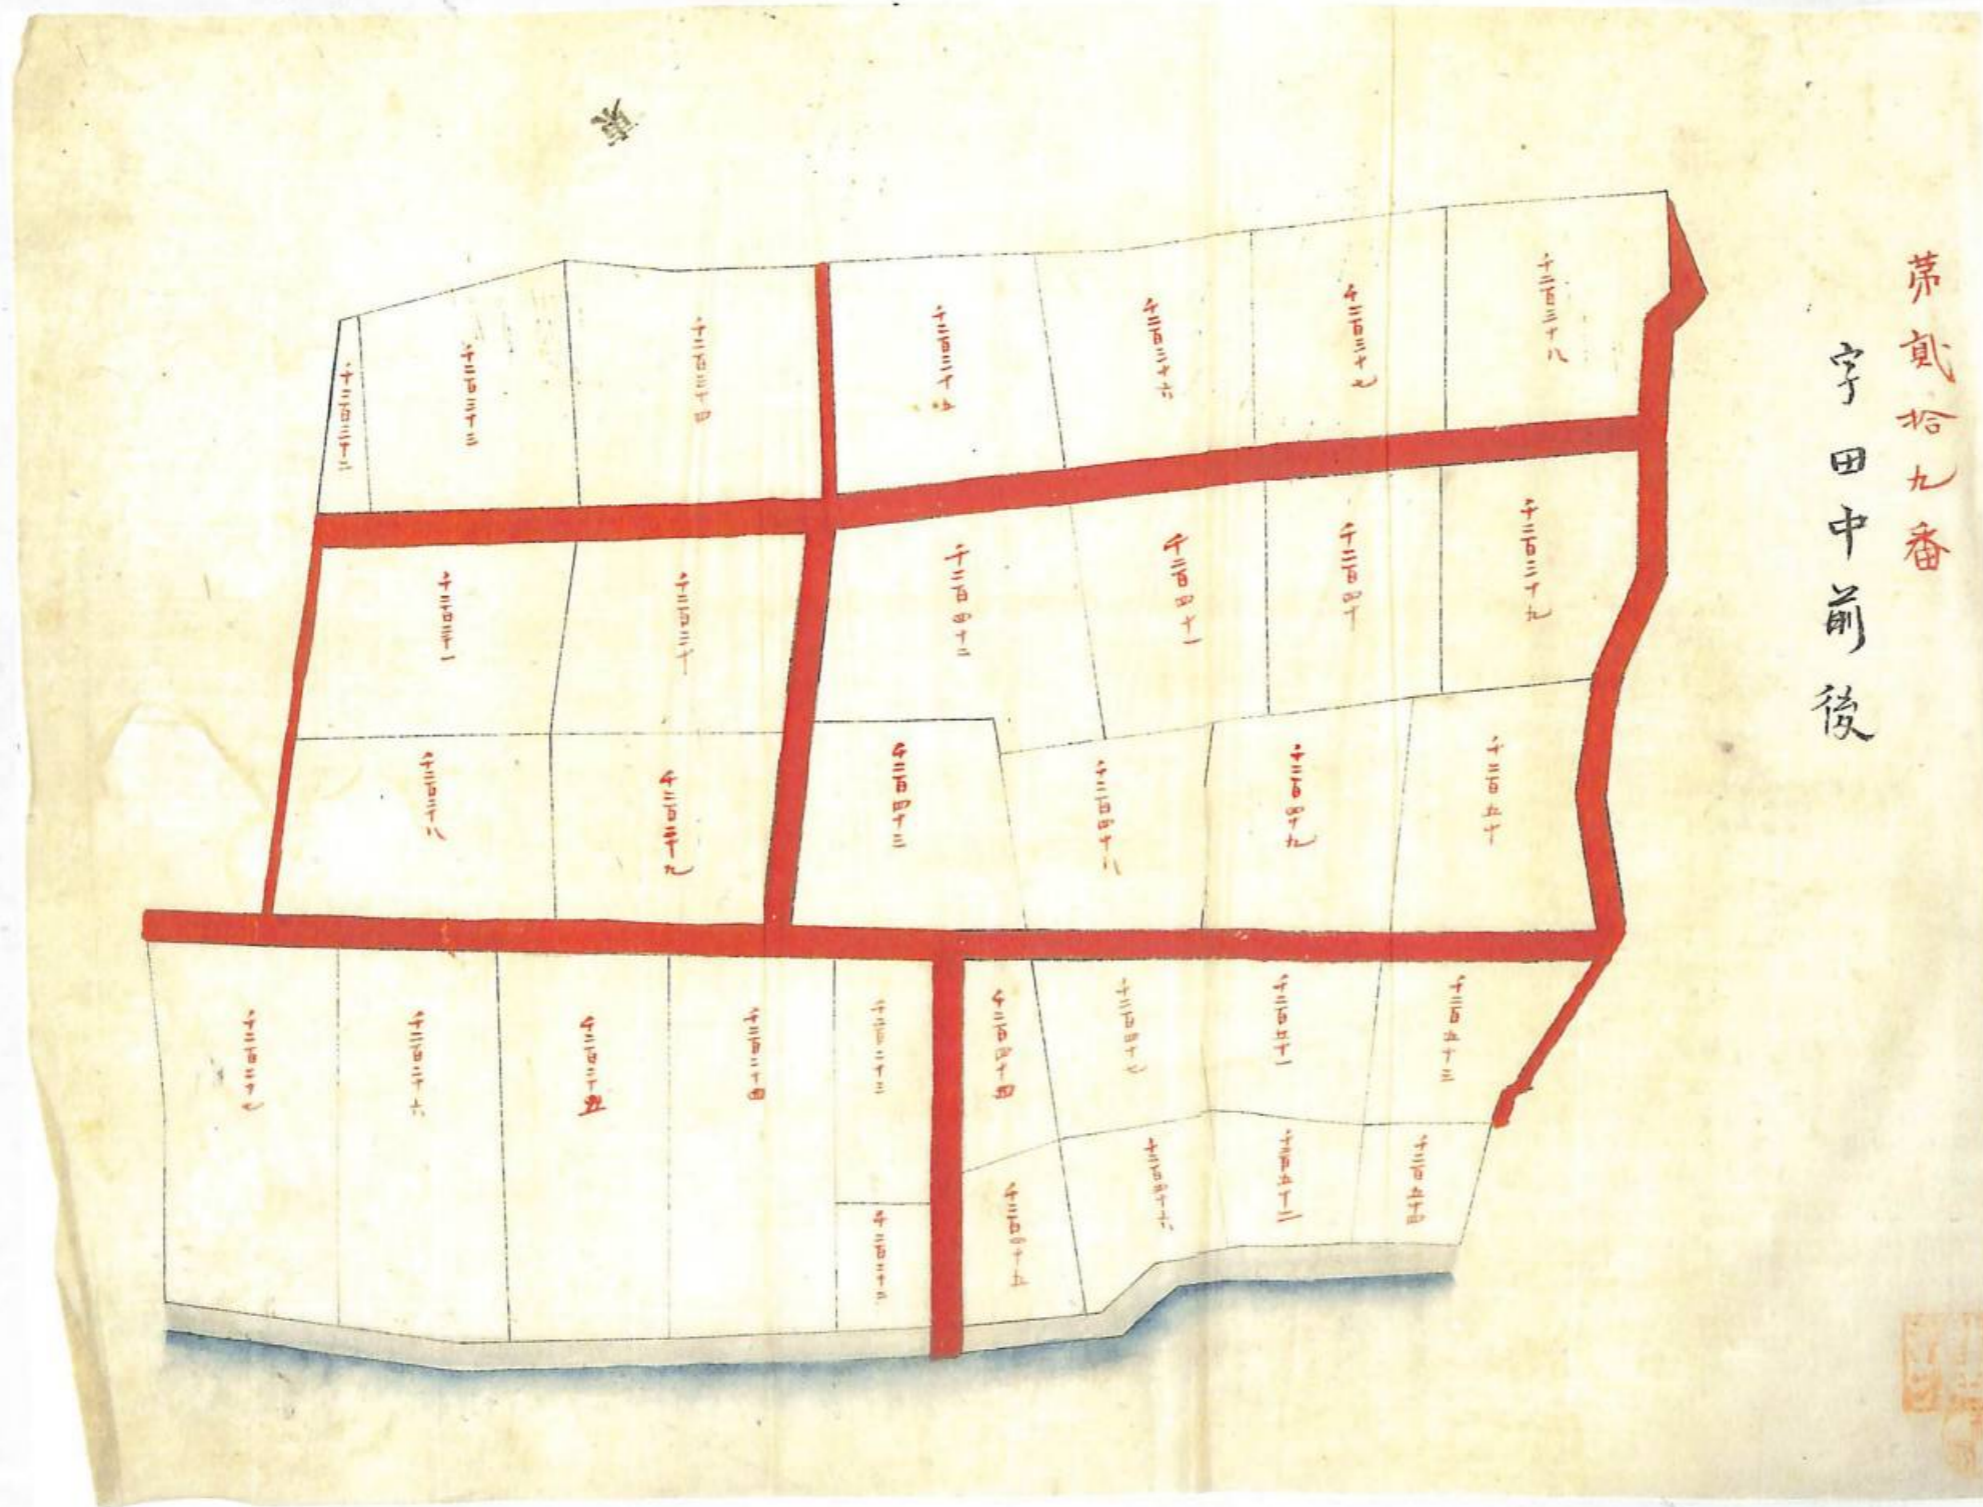 第貳拾九番
字田中前後
東
千二百三十八
千二百三十七
千二百三十六
千二百三十五
千二百三十四
千二百三十三
千二百三十二
千二百三十九
千二百四十
千二百四十一
千二百四十二
千二百三十
千二百三十一
千二百五十
千二百四十九
千二百四十八
千二百四十三
千二百二十九
千二百二十八
千二百五十三
千二百五十一
千二百四十七
千二百四十四
千二百二十三
千二百二十四
千二百二十五
千二百二十六
千二百二十七
千二百五十四
千二百五十二
千二百四十六
千二百四十五
千二百二十二